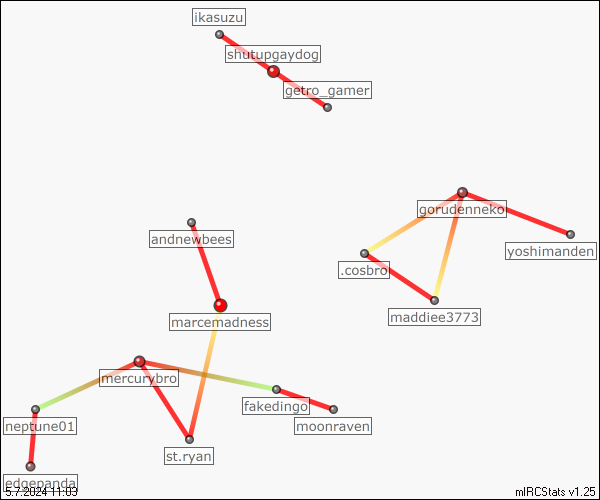 ikasuzu
shutupgaydog
getro_gamer
gorudenneko
andnewbees
yoshimanden
.cosbro
maddiee3773
marcemadness
mercurybro
fakedingo
neptune01
moonraven
st.ryan
edgepanda
5.7.2024 11:03
mIRCStats v1.25